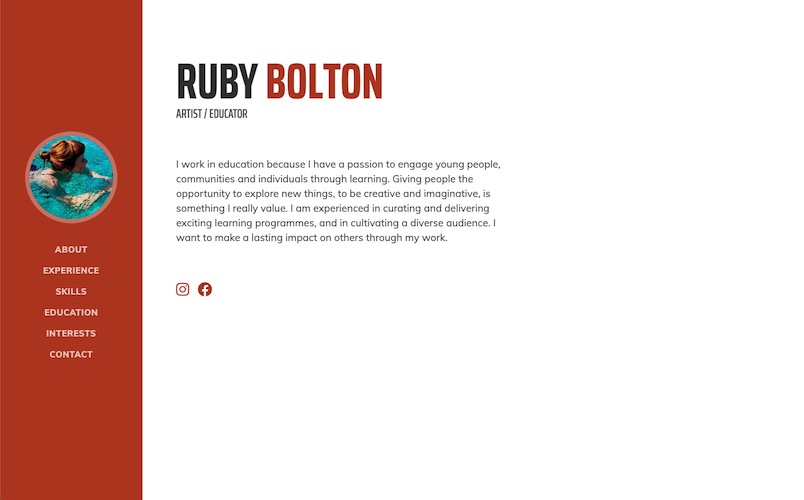 RUBY BOLTON
ARTIST / EDUCATOR
I work in education because I have a passion to engage young people,
communities and individuals through learning. Giving people the
opportunity to explore new things, to be creative and imaginative, is
something I really value. I am experienced in curating and delivering
exciting learning programmes, and in cultivating a diverse audience. I
want to make a lasting impact on others through my work.
ABOUT
EXPERIENCE
SKILLS
EDUCATION
INTERESTS
CONTACT